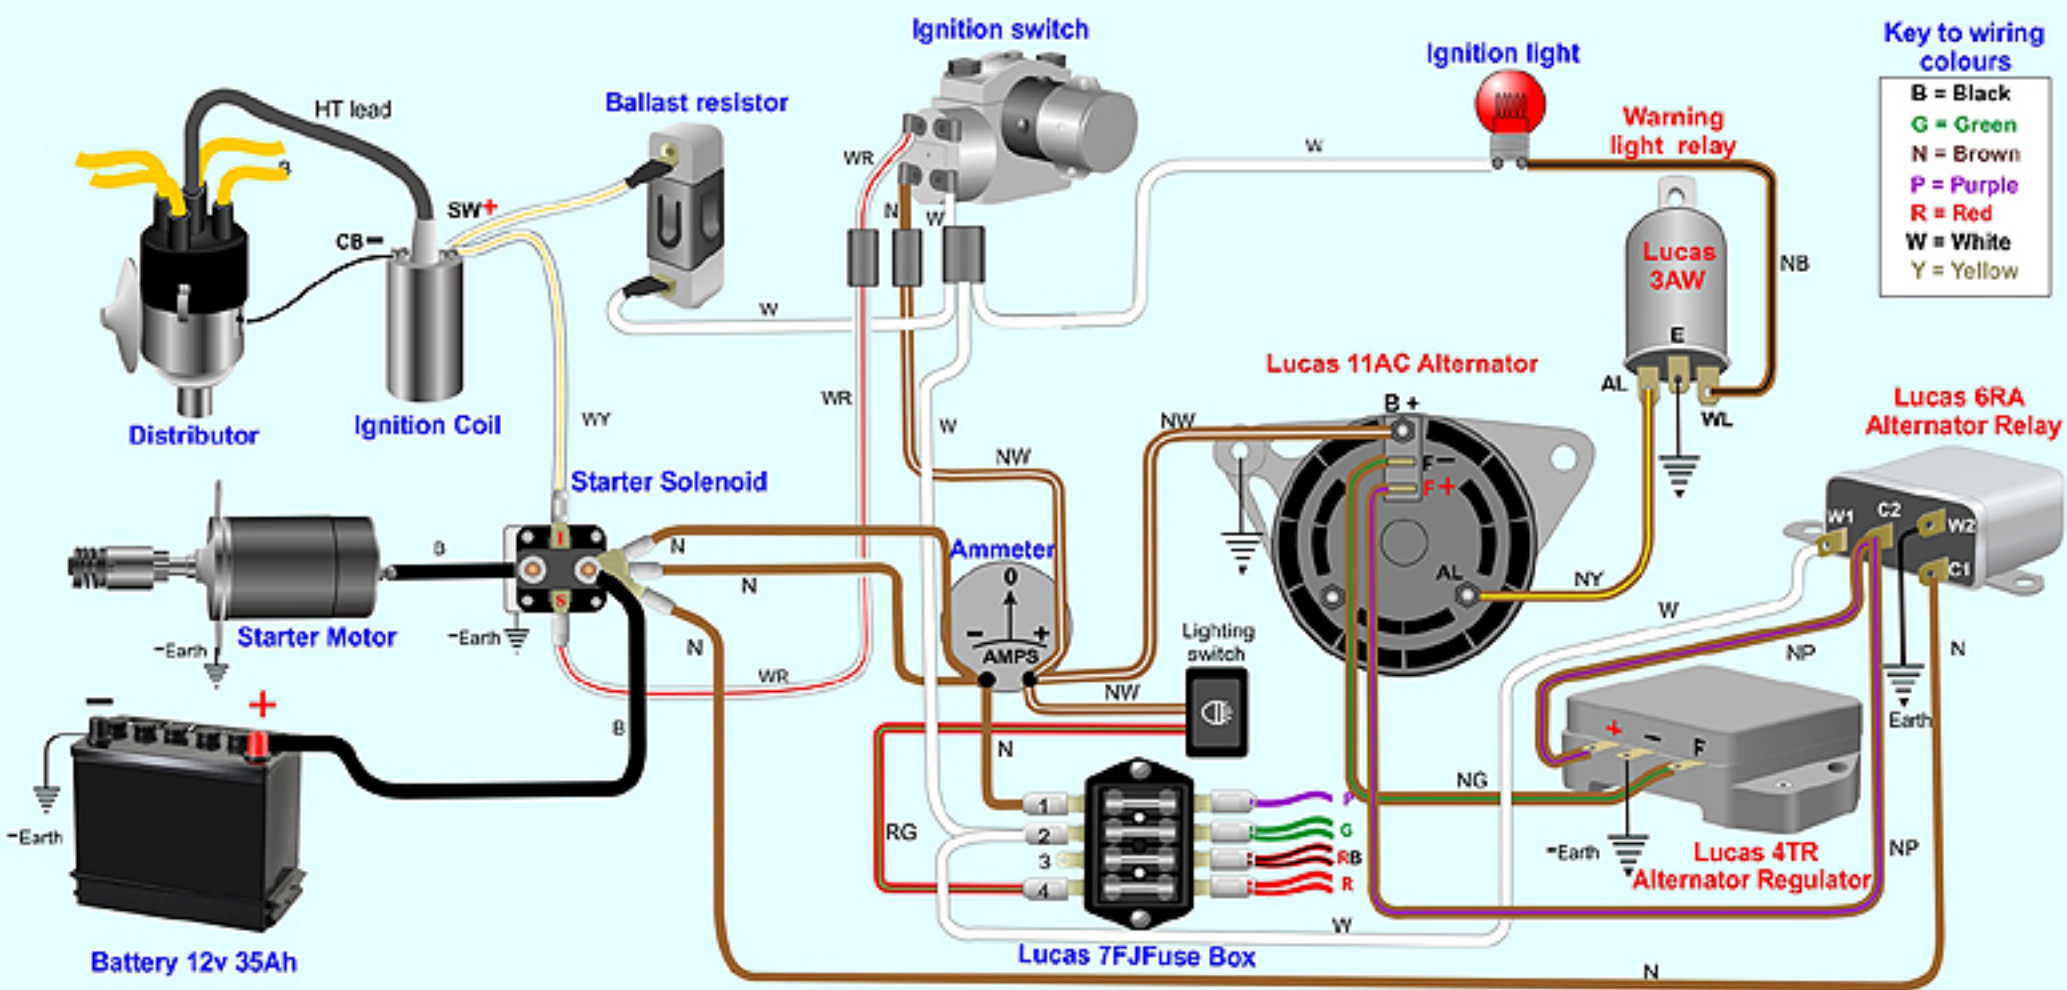 Ignition switch
Key to wiring
colours
B = Black
G = Green
N = Brown
P = Purple
R = Red
W = White
Y = Yellow
Ignition light
Ballast resistor
HT lead
Warning
light relay
W
WR
B
SW+
N
W
CB-
Lucas
3AW
NB
W
E
Lucas 11AC Alternator
AL
WL
B +
WR
Lucas 6RA
Alternator Relay
Distributor
Ignition Coil
WY
W
NW
NW
F-
F+
Starter Solenoid
W1
C2
W2
C1
1
N
B
Ammeter
0
N
AL
NY
- +
AMPS
W
S
-Earth
Starter Motor
-Earth
N
Lighting
switch
NP
N
WR
NW
+
- F
Earth
- +
B
N
NG
1
P
RG
2
G
3
RB
4
R
-Earth
-Earth
Lucas 4TR
Alternator Regulator
NP
W
Lucas 7FJFuse Box
Battery 12v 35Ah
N